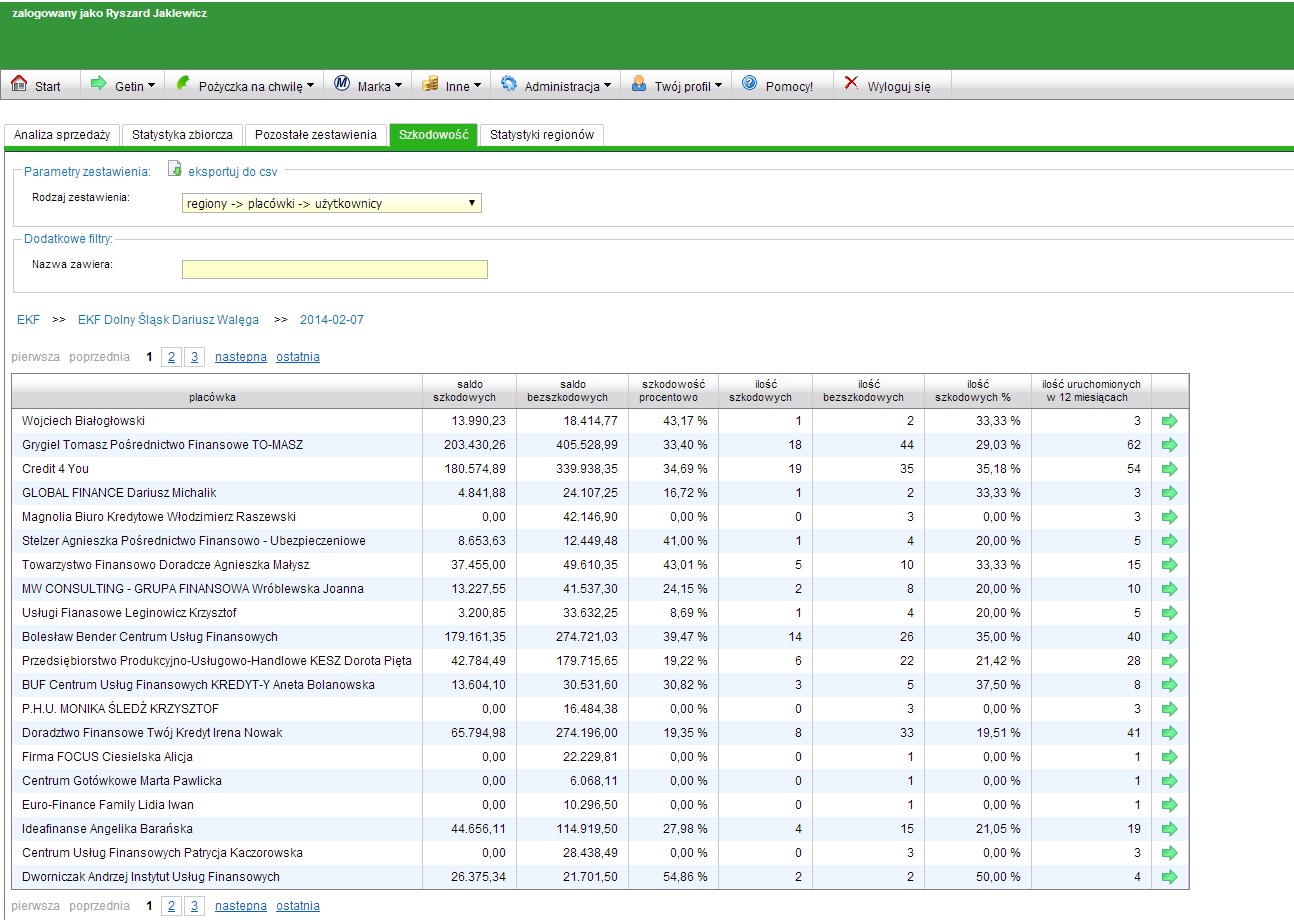 zalogowany jako Ryszard Jaklewicz
Start Getin Pożyczka na chwilę Marka Inne Administracja Twój profil Pomocy! Wyloguj się
Analiza sprzedaży Statystyka zbiorcza Pozostałe zestawienia Szkodowość Statystyki regionów
Parametry zestawienia: eksportuj do csv
Rodzaj zestawienia: regiony -> placówki -> użytkownicy
Dodatkowe filtry:
Nazwa zawiera:
EKF >> EKF Dolny Śląsk Dariusz Walęga >> 2014-02-07
pierwsza poprzednia 1 2 3 następna ostatnia
placówka saldo szkodowych saldo bezszkodowych szkodowość procentowo ilość szkodowych ilość bezszkodowych ilość szkodowych % ilość uruchomionych w 12 miesiącach
Wojciech Białogłowski 13.990,23 18.414,77 43,17 % 1 2 33,33 % 3
Grygiel Tomasz Pośrednictwo Finansowe TO-MASZ 203.430,26 405.528,99 33,40 % 18 44 29,03 % 62
Credit 4 You 180.574,89 339.938,35 34,69 % 19 35 35,18 % 54
GLOBAL FINANCE Dariusz Michalik 4.841,88 24.107,25 16,72 % 1 2 33,33 % 3
Magnolia Biuro Kredytowe Włodzimierz Raszewski 0,00 42.146,90 0,00 % 0 3 0,00 % 3
Stelzer Agnieszka Pośrednictwo Finansowo - Ubezpieczeniowe 8.653,63 12.449,48 41,00 % 1 4 20,00 % 5
Towarzystwo Finansowo Doradcze Agnieszka Małysz 37.455,00 49.610,35 43,01 % 5 10 33,33 % 15
MW CONSULTING - GRUPA FINANSOWA Wróblewska Joanna 13.227,55 41.537,30 24,15 % 2 8 20,00 % 10
Usługi Fianasowe Leginowicz Krzysztof 3.200,85 33.632,25 8,69 % 1 4 20,00 % 5
Bolesław Bender Centrum Usług Finansowych 179.161,35 274.721,03 39,47 % 14 26 35,00 % 40
Przedsiębiorstwo Produkcyjno-Usługowo-Handlowe KESZ Dorota Pięta 42.784,49 179.715,65 19,22 % 6 22 21,42 % 28
BUF Centrum Usług Finansowych KREDYT-Y Aneta Bolanowska 13.604,10 30.531,60 30,82 % 3 5 37,50 % 8
P.H.U. MONIKA ŚLEDŹ KRZYSZTOF 0,00 16.484,38 0,00 % 0 3 0,00 % 3
Doradztwo Finansowe Twój Kredyt Irena Nowak 65.794,98 274.196,00 19,35 % 8 33 19,51 % 41
Firma FOCUS Ciesielska Alicja 0,00 22.229,81 0,00 % 0 1 0,00 % 1
Centrum Gotówkowe Marta Pawlicka 0,00 6.068,11 0,00 % 0 1 0,00 % 1
Euro-Finance Family Lidia Iwan 0,00 10.296,50 0,00 % 0 1 0,00 % 1
Ideafinanse Angelika Barańska 44.656,11 114.919,50 27,98 % 4 15 21,05 % 19
Centrum Usług Finansowych Patrycja Kaczorowska 0,00 28.438,49 0,00 % 0 3 0,00 % 3
Dworniczak Andrzej Instytut Usług Finansowych 26.375,34 21.701,50 54,86 % 2 2 50,00 % 4
pierwsza poprzednia 1 2 3 następna ostatnia